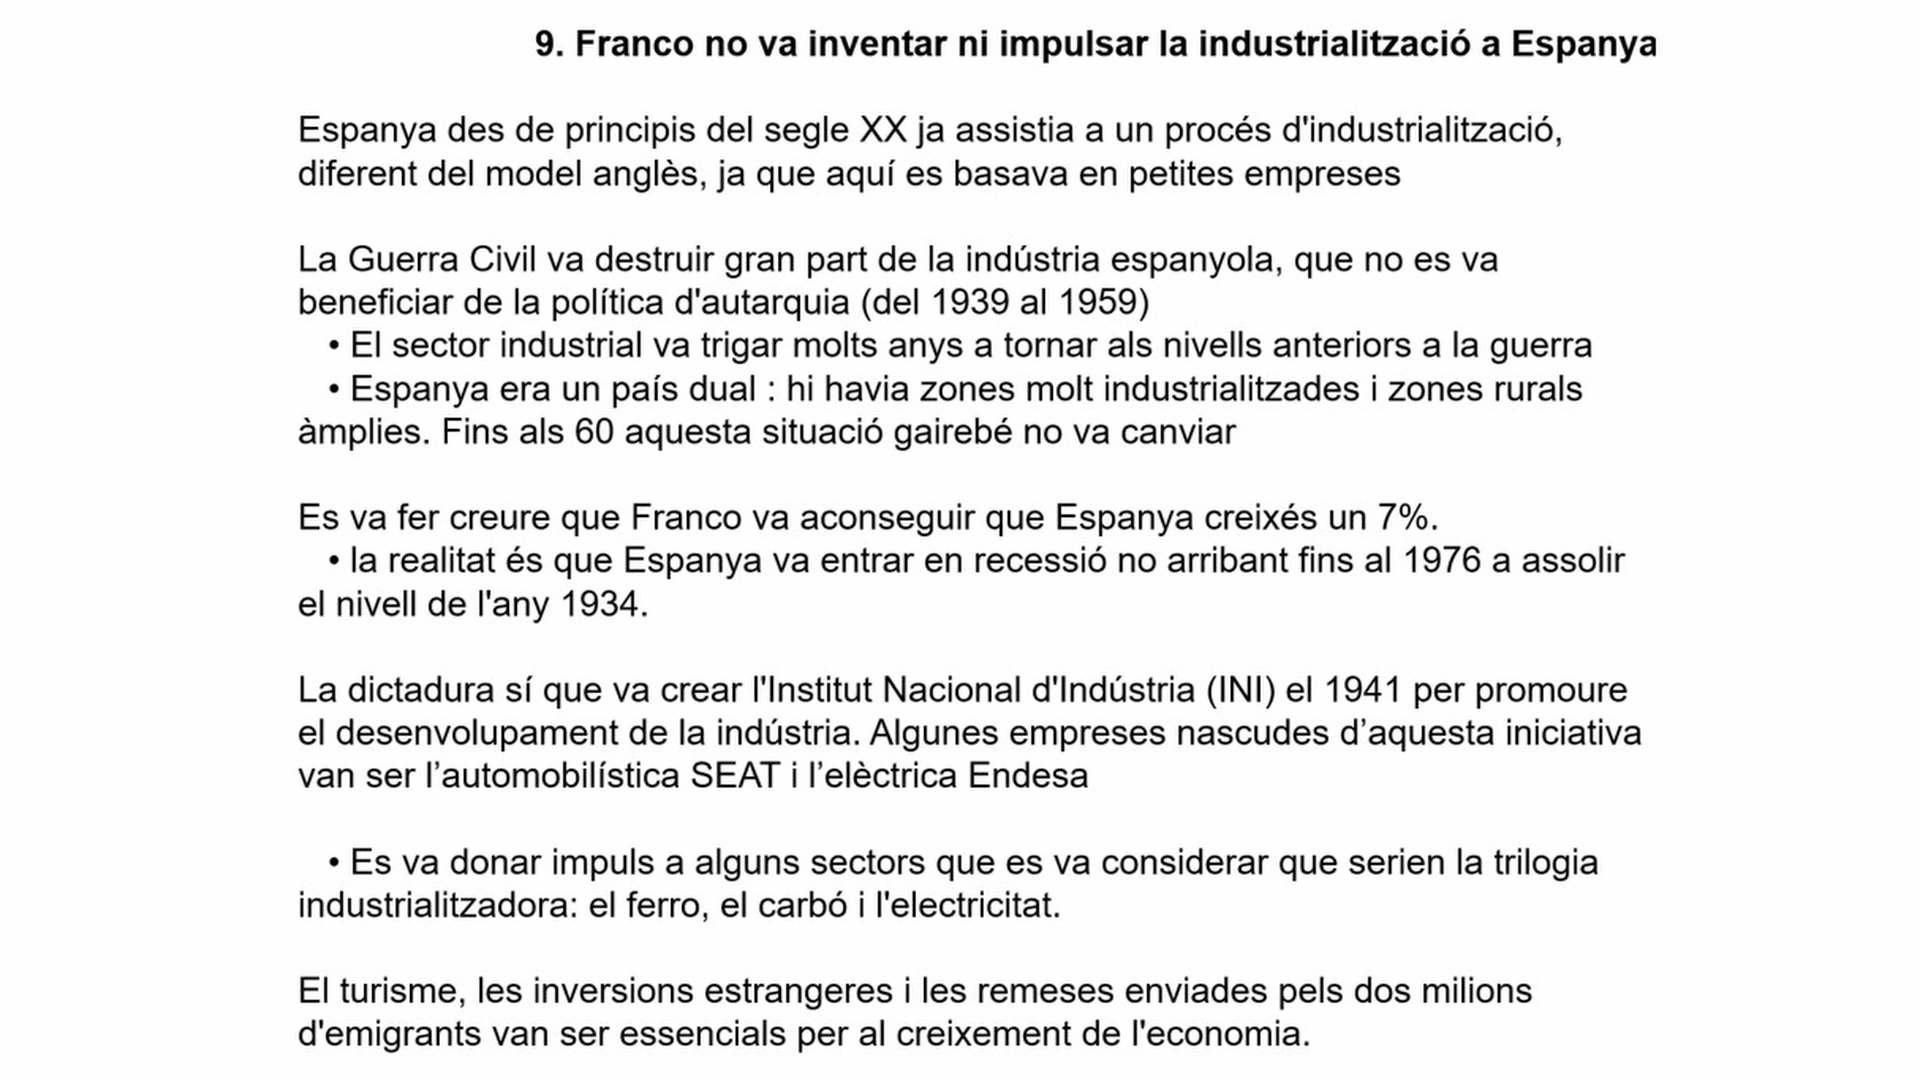 9. Franco no va inventar ni impulsar la industrialització a Espanya
Espanya des de principis del segle XX ja assistia a un procés d'industrialització,
diferent del model anglès, ja que aquí es basava en petites empreses
La Guerra Civil va destruir gran part de la indústria espanyola, que no es va
beneficiar de la política d'autarquia (del 1939 al 1959)
• El sector industrial va trigar molts anys a tornar als nivells anteriors a la guerra
• Espanya era un país dual : hi havia zones molt industrialitzades i zones rurals
àmplies. Fins als 60 aquesta situació gairebé no va canviar
Es va fer creure que Franco va aconseguir que Espanya creixés un 7%.
• la realitat és que Espanya va entrar en recessió no arribant fins al 1976 a assolir
el nivell de l'any 1934.
La dictadura sí que va crear l'Institut Nacional d'Indústria (INI) el 1941 per promoure
el desenvolupament de la indústria. Algunes empreses nascudes d’aquesta iniciativa
van ser l’automobilística SEAT i l’elèctrica Endesa
• Es va donar impuls a alguns sectors que es va considerar que serien la trilogia
industrialitzadora: el ferro, el carbó i l'electricitat.
El turisme, les inversions estrangeres i les remeses enviades pels dos milions
d'emigrants van ser essencials per al creixement de l'economia.